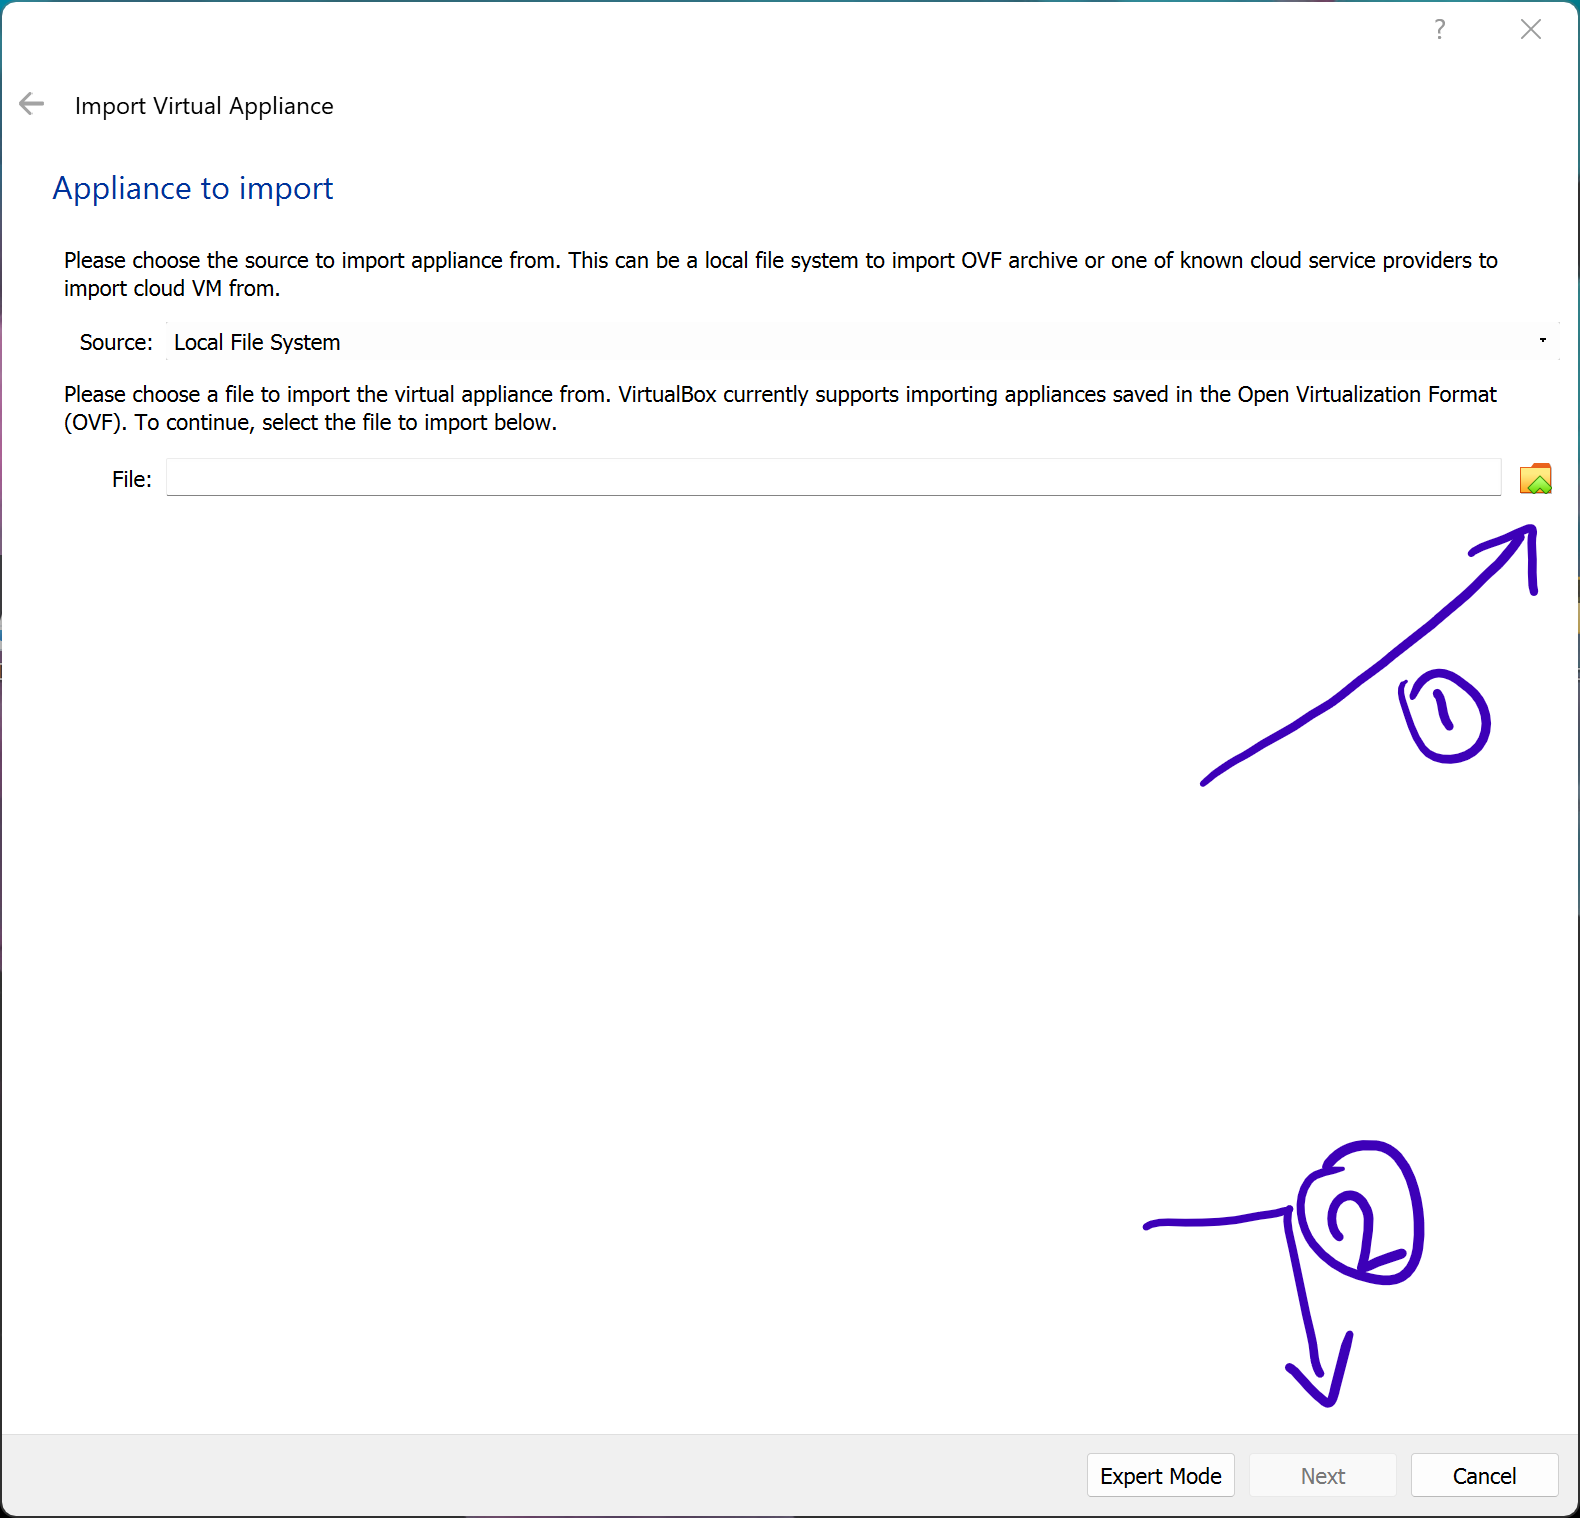 ?
Import Virtual Appliance
Appliance to import
Please choose the source to import appliance from. This can be a local file system to import OVF archive or one of known cloud service providers to
import cloud VM from.
Source: Local File System
Please choose a file to import the virtual appliance from. VirtualBox currently supports importing appliances saved in the Open Virtualization Format
(OVF). To continue, select the file to import below.
File:
1
2
Expert Mode Next Cancel